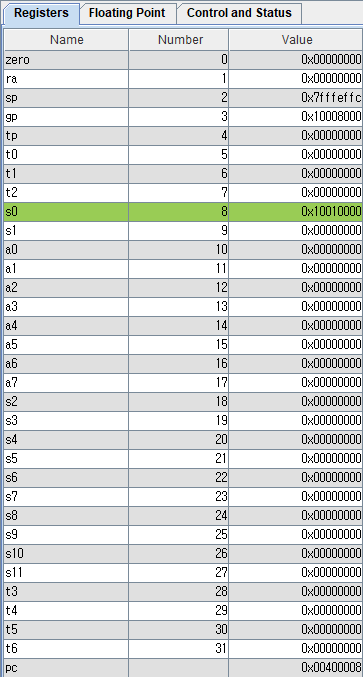 Registers Floating Point Control and Status
Name Number Value
zero 0 0x00000000
ra 1 0x00000000
sp 2 0x7fffeffc
gp 3 0x10008000
tp 4 0x00000000
t0 5 0x00000000
t1 6 0x00000000
t2 7 0x00000000
s0 8 0x10010000
s1 9 0x00000000
a0 10 0x00000000
a1 11 0x00000000
a2 12 0x00000000
a3 13 0x00000000
a4 14 0x00000000
a5 15 0x00000000
a6 16 0x00000000
a7 17 0x00000000
s2 18 0x00000000
s3 19 0x00000000
s4 20 0x00000000
s5 21 0x00000000
s6 22 0x00000000
s7 23 0x00000000
s8 24 0x00000000
s9 25 0x00000000
s10 26 0x00000000
s11 27 0x00000000
t3 28 0x00000000
t4 29 0x00000000
t5 30 0x00000000
t6 31 0x00000000
pc 0x00400008